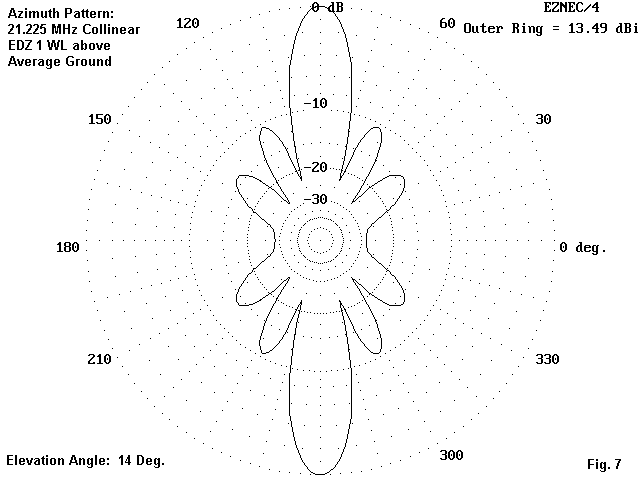 Azimuth Pattern:
21.225 MHz Collinear
EDZ 1 WL above
Average Ground
0 dB
EZNEC/4
Outer Ring = 13.49 dBi
120
60
-10
150
30
-20
-30
180
0 deg.
210
330
300
Elevation Angle: 14 Deg.
Fig. 7